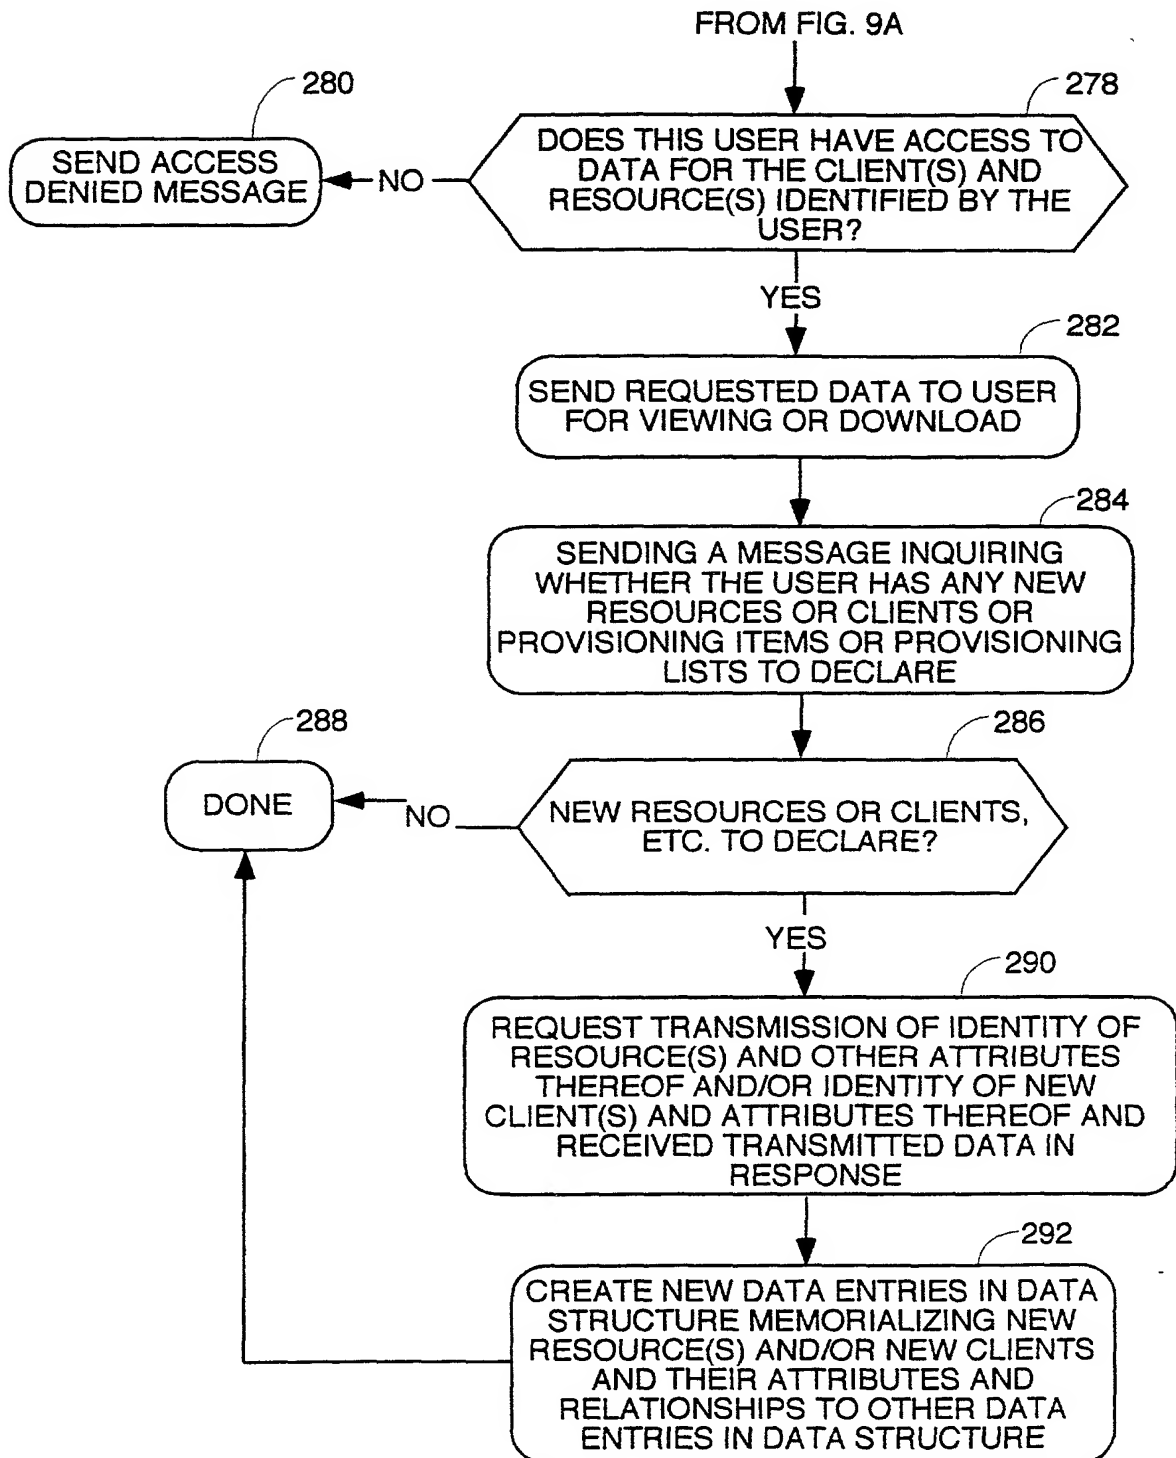 FROM FIG. 9A
280
278
SEND ACCESS
DENIED MESSAGE
NO
DOES THIS USER HAVE ACCESS TO
DATA FOR THE CLIENT(S) AND
RESOURCE(S) IDENTIFIED BY THE
USER?
YES
282
SEND REQUESTED DATA TO USER
FOR VIEWING OR DOWNLOAD
284
SENDING A MESSAGE INQUIRING
WHETHER THE USER HAS ANY NEW
RESOURCES OR CLIENTS OR
PROVISIONING ITEMS OR PROVISIONING
LISTS TO DECLARE
288
286
DONE
NO
NEW RESOURCES OR CLIENTS,
ETC. TO DECLARE?
YES
290
REQUEST TRANSMISSION OF IDENTITY OF
RESOURCE(S) AND OTHER ATTRIBUTES
THEREOF AND/OR IDENTITY OF NEW
CLIENT(S) AND ATTRIBUTES THEREOF AND
RECEIVED TRANSMITTED DATA IN
RESPONSE
292
CREATE NEW DATA ENTRIES IN DATA
STRUCTURE MEMORIALIZING NEW
RESOURCE(S) AND/OR NEW CLIENTS
AND THEIR ATTRIBUTES AND
RELATIONSHIPS TO OTHER DATA
ENTRIES IN DATA STRUCTURE